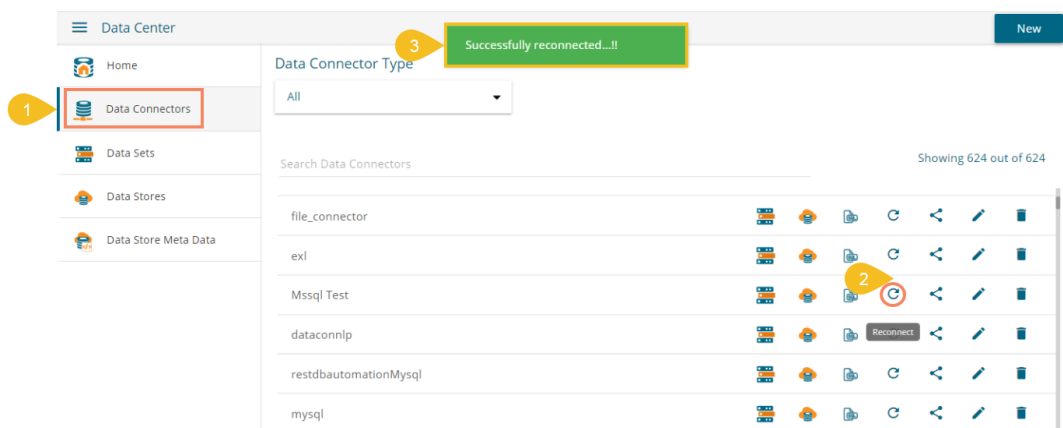 Data Center
New
3
Successfully reconnected...!!
Home
Data Connector Type
1
Data Connectors
All
Data Sets
Search Data Connectors
Showing 624 out of 624
Data Stores
file_connector
Data Store Meta Data
exl
2
Mssql Test
Reconnect
dataconnlp
restdbautomationMysql
mysql